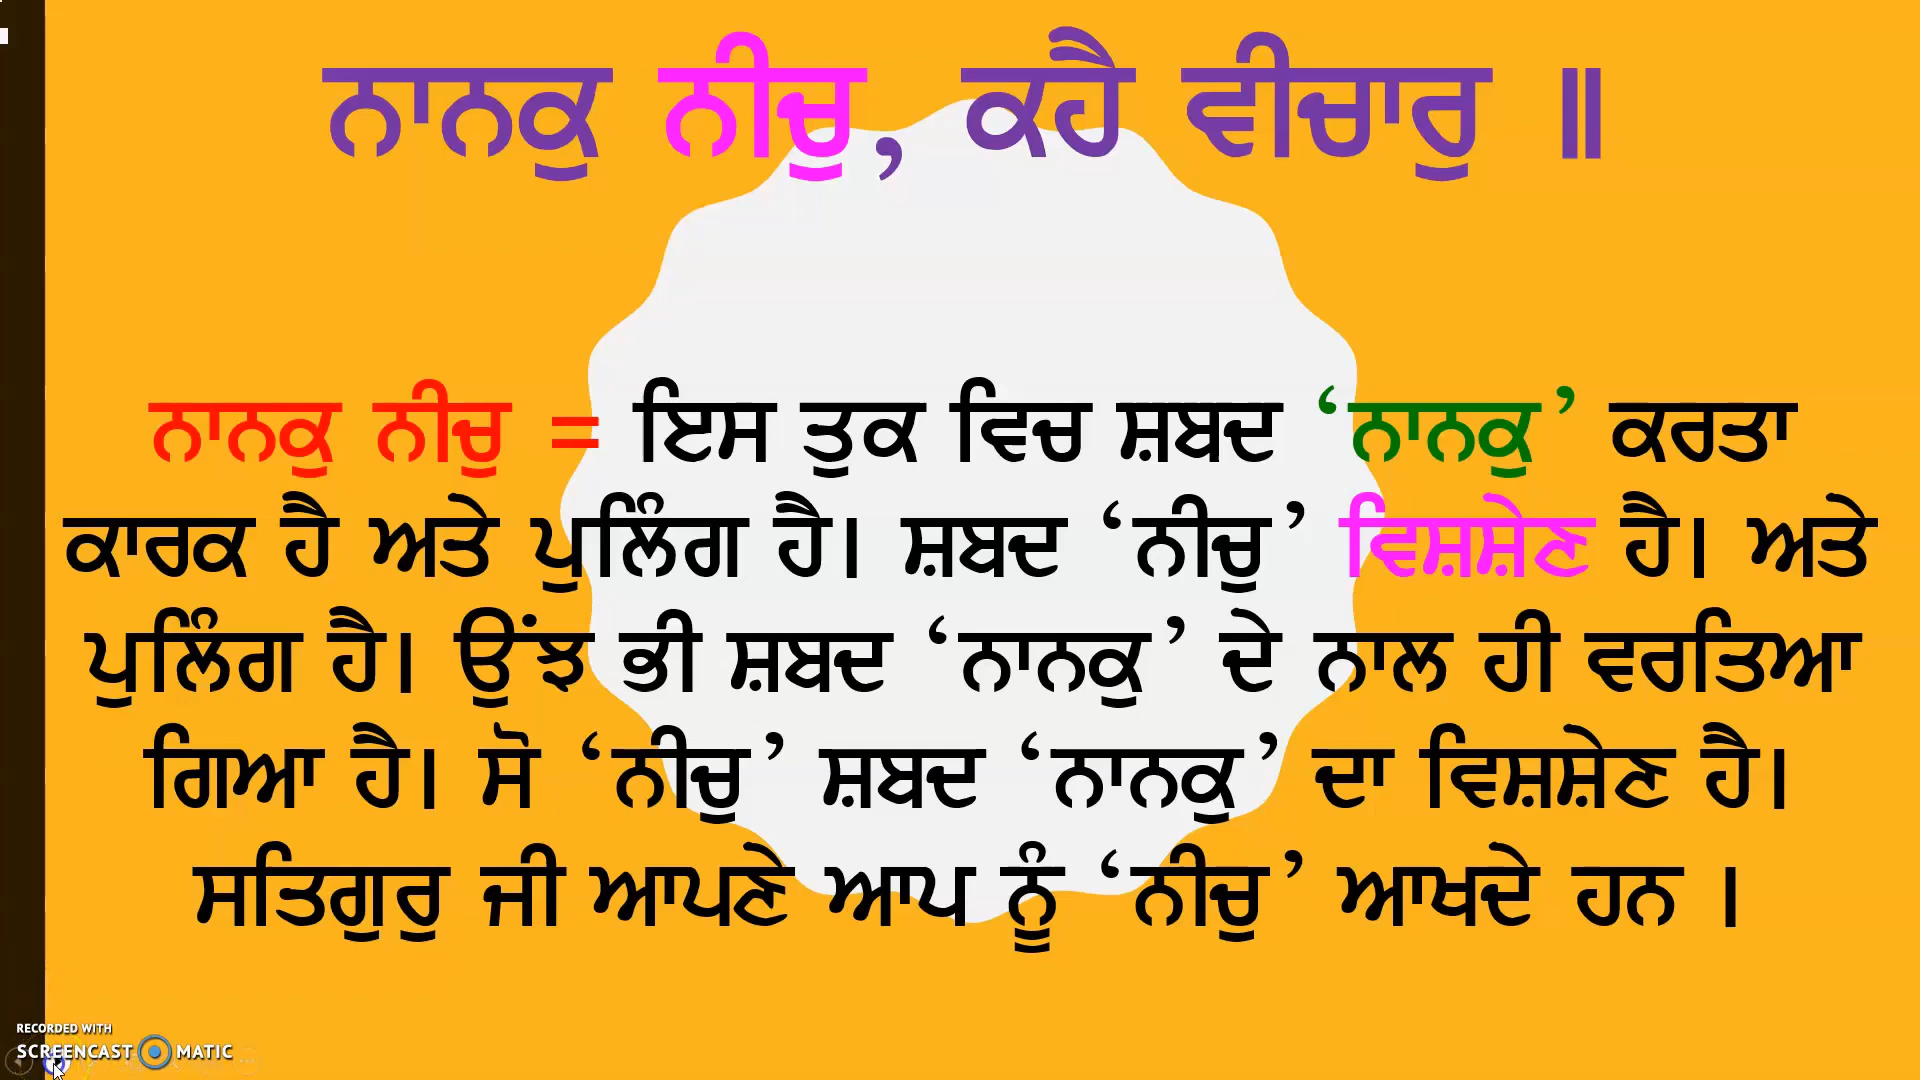 ਨਾਨਕੁ ਨੀਚੁ, ਕਹੈ ਵੀਚਾਰੁ ॥
ਨਾਨਕੁ ਨੀਚੁ = ਇਸ ਤੁਕ ਵਿਚ ਸ਼ਬਦ ‘ਨਾਨਕੁ’ ਕਰਤਾ
ਕਾਰਕ ਹੈ ਅਤੇ ਪੁਲਿੰਗ ਹੈ। ਸ਼ਬਦ ‘ਨੀਚੁ’ ਵਿਸ਼ਸ਼ੇਣ ਹੈ। ਅਤੇ
ਪੁਲਿੰਗ ਹੈ। ਉਂਝ ਭੀ ਸ਼ਬਦ ‘ਨਾਨਕੁ’ ਦੇ ਨਾਲ ਹੀ ਵਰਤਿਆ
ਗਿਆ ਹੈ। ਸੋ ‘ਨੀਚੁ’ ਸ਼ਬਦ ‘ਨਾਨਕੁ’ ਦਾ ਵਿਸ਼ਸ਼ੇਣ ਹੈ।
ਸਤਿਗੁਰੁ ਜੀ ਆਪਣੇ ਆਪ ਨੂੰ ‘ਨੀਚੁ’ ਆਖਦੇ ਹਨ ।
RECORDED WITH
SCREENCAST MATIC